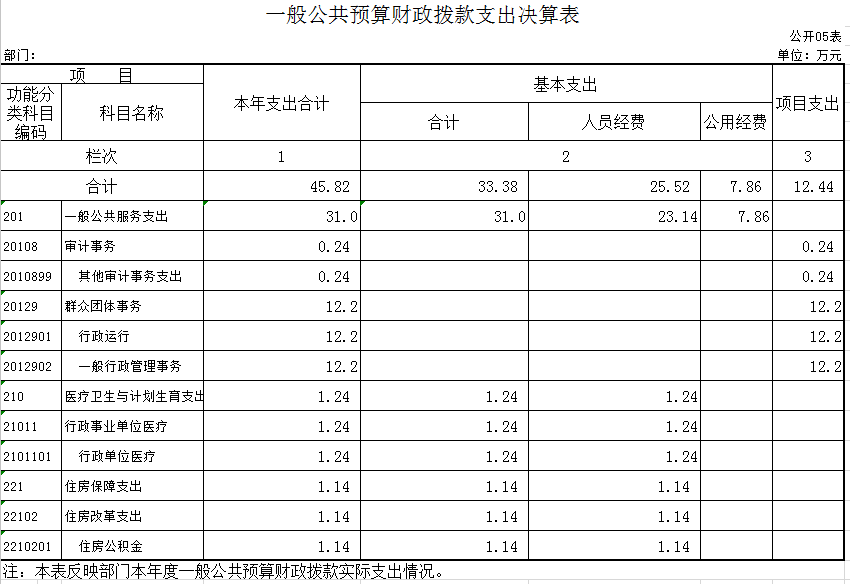 一般公共预算财政拨款支出决算表
公开05表
部门： 单位：万元
项 目 本年支出合计 基本支出 项目支出
功能分类科目编码 科目名称 合计 人员经费 公用经费
栏次 1 2 3
合计 45.82 33.38 25.52 7.86 12.44
201 一般公共服务支出 31.0 31.0 23.14 7.86
20108 审计事务 0.24 0.24
2010899 其他审计事务支出 0.24 0.24
20129 群众团体事务 12.2 12.2
2012901 行政运行 12.2 12.2
2012902 一般行政管理事务 12.2 12.2
210 医疗卫生与计划生育支出 1.24 1.24 1.24
21011 行政事业单位医疗 1.24 1.24 1.24
2101101 行政单位医疗 1.24 1.24 1.24
221 住房保障支出 1.14 1.14 1.14
22102 住房改革支出 1.14 1.14 1.14
2210201 住房公积金 1.14 1.14 1.14
注：本表反映部门本年度一般公共预算财政拨款实际支出情况。